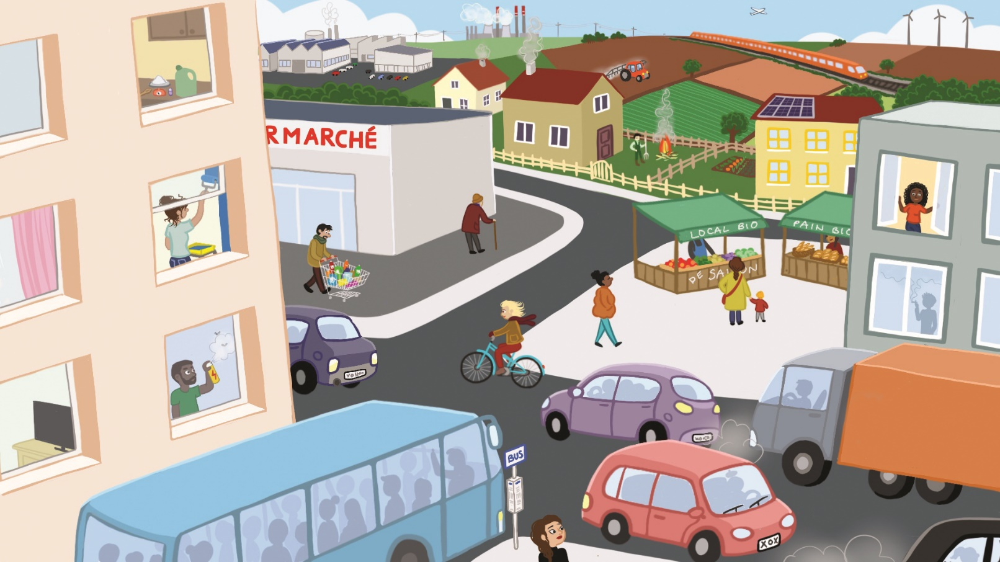 RMARCHÉ
LOCAL BIO
DE SAISON
PAIN BIO
BUS
XOX